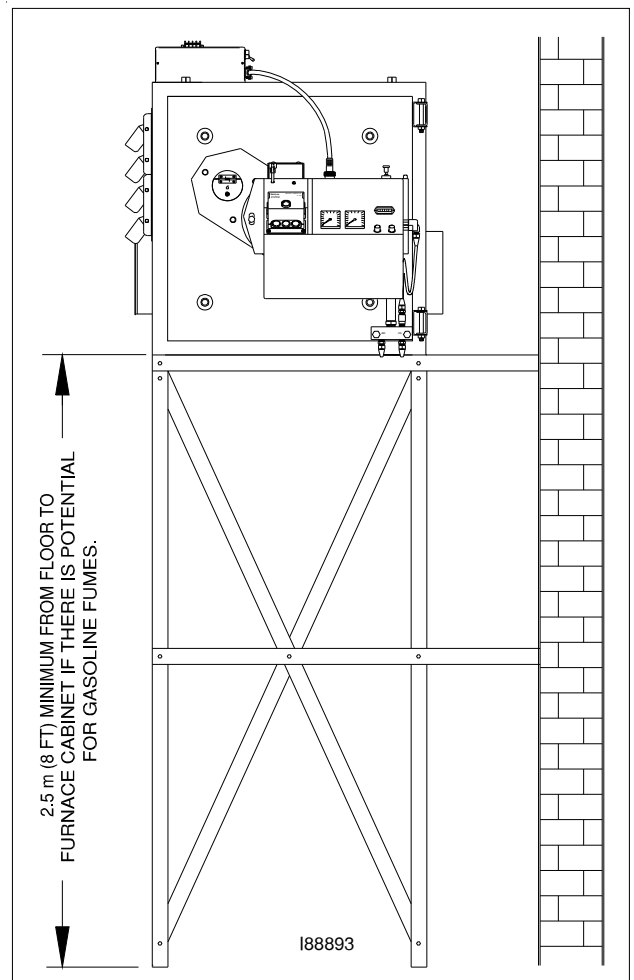 2.5 m (8 FT) MINIMUM FROM FLOOR TO
FURNACE CABINET IF THERE IS POTENTIAL
FOR GASOLINE FUMES.
I88893